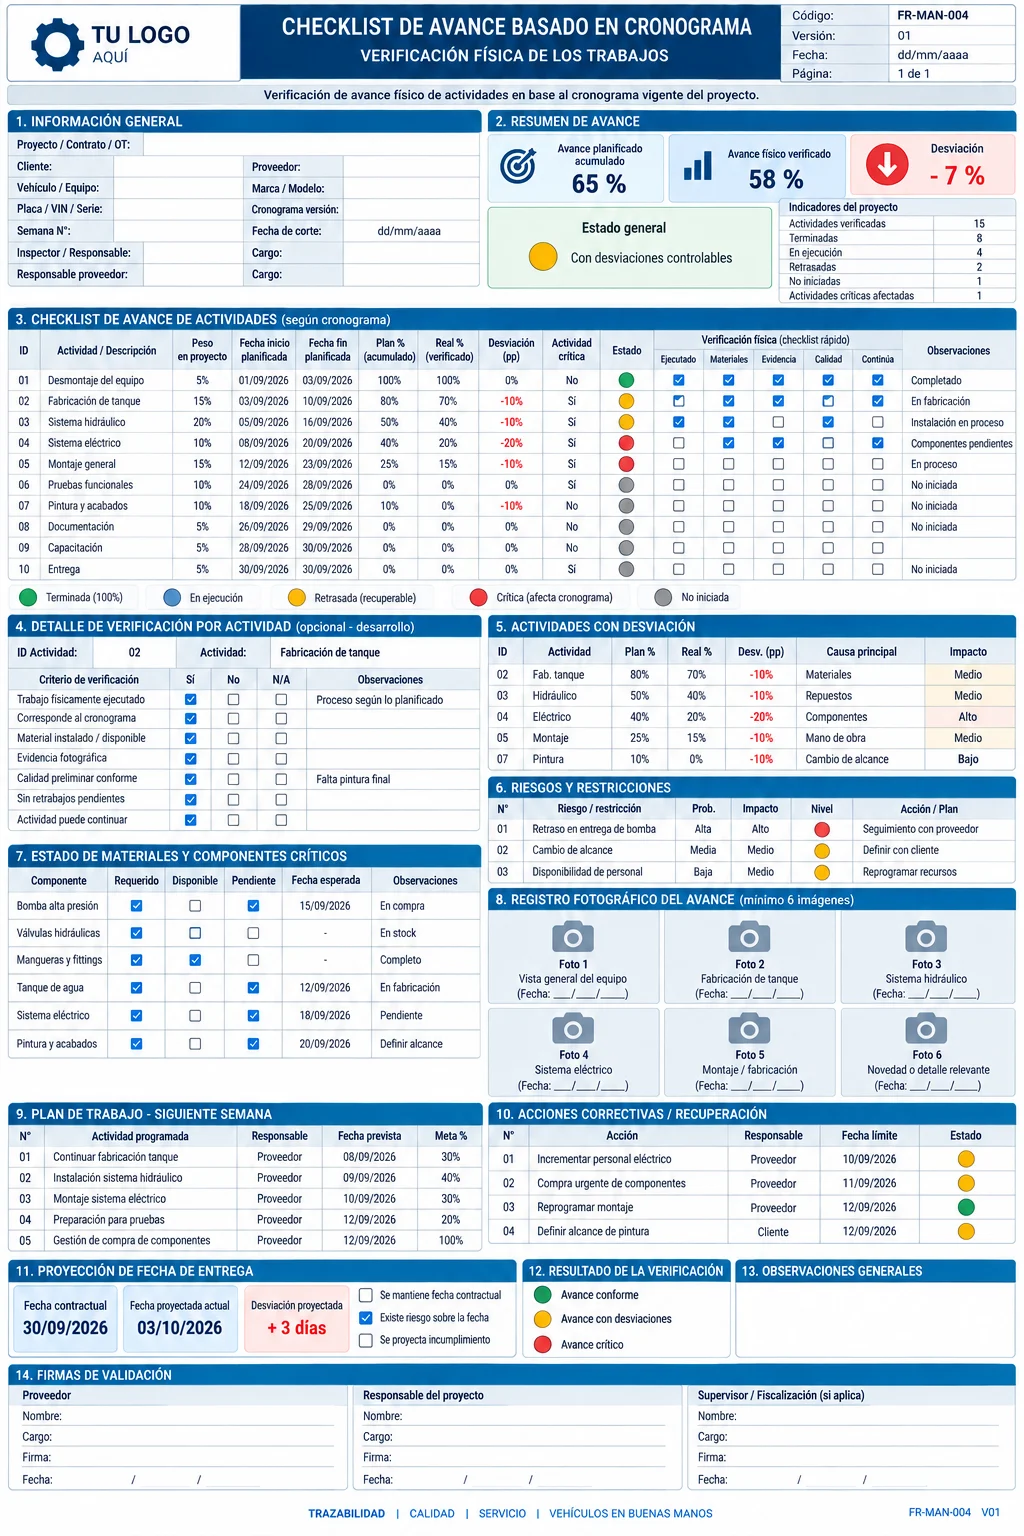 TU LOGO
AQUÍ
CHECKLIST DE AVANCE BASADO EN CRONOGRAMA
VERIFICACIÓN FÍSICA DE LOS TRABAJOS
Código: FR-MAN-004
Versión: 01
Fecha: dd/mm/aaaa
Página: 1 de 1
Verificación de avance físico de actividades en base al cronograma vigente del proyecto.
1. INFORMACIÓN GENERAL
Proyecto / Contrato / OT:
Cliente: Proveedor:
Vehículo / Equipo: Marca / Modelo:
Placa / VIN / Serie: Cronograma versión:
Semana N°: Fecha de corte: dd/mm/aaaa
Inspector / Responsable: Cargo:
Responsable proveedor: Cargo:
2. RESUMEN DE AVANCE
Avance planificado
acumulado
65 %
Avance físico verificado
58 %
Desviación
- 7 %
Estado general
Con desviaciones controlables
Indicadores del proyecto
Actividades verificadas 15
Terminadas 8
En ejecución 4
Retrasadas 2
No iniciadas 1
Actividades críticas afectadas 1
3. CHECKLIST DE AVANCE DE ACTIVIDADES (según cronograma)
ID Actividad / Descripción Peso en proyecto Fecha inicio planificada Fecha fin planificada Plan % (acumulado) Real % (verificado) Desviación (pp) Actividad crítica Estado Verificación física (checklist rápido) Observaciones
Ejecutado Materiales Evidencia Calidad Continúa
01 Desmontaje del equipo 5% 01/09/2026 03/09/2026 100% 100% 0% No Completado
02 Fabricación de tanque 15% 03/09/2026 10/09/2026 80% 70% -10% Sí En fabricación
03 Sistema hidráulico 20% 05/09/2026 16/09/2026 50% 40% -10% Sí Instalación en proceso
04 Sistema eléctrico 10% 08/09/2026 20/09/2026 40% 20% -20% Sí Componentes pendientes
05 Montaje general 15% 12/09/2026 23/09/2026 25% 15% -10% Sí En proceso
06 Pruebas funcionales 10% 24/09/2026 28/09/2026 0% 0% 0% Sí No iniciada
07 Pintura y acabados 10% 18/09/2026 25/09/2026 10% 0% -10% No No iniciada
08 Documentación 5% 26/09/2026 29/09/2026 0% 0% 0% No No iniciada
09 Capacitación 5% 28/09/2026 30/09/2026 0% 0% 0% No
10 Entrega 5% 30/09/2026 30/09/2026 0% 0% 0% Sí No iniciada
Terminada (100%) En ejecución Retrasada (recuperable) Crítica (afecta cronograma) No iniciada
4. DETALLE DE VERIFICACIÓN POR ACTIVIDAD (opcional - desarrollo)
ID Actividad: 02 Actividad: Fabricación de tanque
Criterio de verificación Sí No N/A Observaciones
Trabajo físicamente ejecutado Proceso según lo planificado
Corresponde al cronograma
Material instalado / disponible
Evidencia fotográfica
Calidad preliminar conforme Falta pintura final
Sin retrabajos pendientes
Actividad puede continuar
5. ACTIVIDADES CON DESVIACIÓN
ID Actividad Plan % Real % Desv. (pp) Causa principal Impacto
02 Fab. tanque 80% 70% -10% Materiales Medio
03 Hidráulico 50% 40% -10% Repuestos Medio
04 Eléctrico 40% 20% -20% Componentes Alto
05 Montaje 25% 15% -10% Mano de obra Medio
07 Pintura 10% 0% -10% Cambio de alcance Bajo
6. RIESGOS Y RESTRICCIONES
N° Riesgo / restricción Prob. Impacto Nivel Acción / Plan
01 Retraso en entrega de bomba Alta Alto Seguimiento con proveedor
02 Cambio de alcance Media Medio Definir con cliente
03 Disponibilidad de personal Baja Medio Reprogramar recursos
7. ESTADO DE MATERIALES Y COMPONENTES CRÍTICOS
Componente Requerido Disponible Pendiente Fecha esperada Observaciones
Bomba alta presión 15/09/2026 En compra
Válvulas hidráulicas - En stock
Mangueras y fittings - Completo
Tanque de agua 12/09/2026 En fabricación
Sistema eléctrico 18/09/2026 Pendiente
Pintura y acabados 20/09/2026 Definir alcance
8. REGISTRO FOTOGRÁFICO DEL AVANCE (mínimo 6 imágenes)
Foto 1 Foto 2 Foto 3
Vista general del equipo Fabricación de tanque Sistema hidráulico
(Fecha: ___/___/____) (Fecha: ___/___/____) (Fecha: ___/___/____)
Foto 4 Foto 5 Foto 6
Sistema eléctrico Montaje / fabricación Novedad o detalle relevante
(Fecha: ___/___/____) (Fecha: ___/___/____) (Fecha: ___/___/____)
9. PLAN DE TRABAJO - SIGUIENTE SEMANA
N° Actividad programada Responsable Fecha prevista Meta %
01 Continuar fabricación tanque Proveedor 08/09/2026 30%
02 Instalación sistema hidráulico Proveedor 09/09/2026 40%
03 Montaje sistema eléctrico Proveedor 10/09/2026 30%
04 Preparación para pruebas Proveedor 12/09/2026 20%
05 Gestión de compra de componentes Proveedor 12/09/2026 100%
10. ACCIONES CORRECTIVAS / RECUPERACIÓN
N° Acción Responsable Fecha límite Estado
01 Incrementar personal eléctrico Proveedor 10/09/2026
02 Compra urgente de componentes Proveedor 11/09/2026
03 Reprogramar montaje Proveedor 12/09/2026
04 Definir alcance de pintura Cliente 12/09/2026
11. PROYECCIÓN DE FECHA DE ENTREGA
Fecha contractual
30/09/2026
Fecha proyectada actual
03/10/2026
Desviación proyectada
+ 3 días
Se mantiene fecha contractual
Existe riesgo sobre la fecha
Se proyecta incumplimiento
12. RESULTADO DE LA VERIFICACIÓN
Avance conforme
Avance con desviaciones
Avance crítico
13. OBSERVACIONES GENERALES
14. FIRMAS DE VALIDACIÓN
Proveedor Responsable del proyecto Supervisor / Fiscalización (si aplica)
Nombre: Nombre: Nombre:
Cargo: Cargo: Cargo:
Firma: Firma: Firma:
Fecha: / / Fecha: / / Fecha: / /
TRAZABILIDAD | CALIDAD | SERVICIO | VEHÍCULOS EN BUENAS MANOS
FR-MAN-004 V01